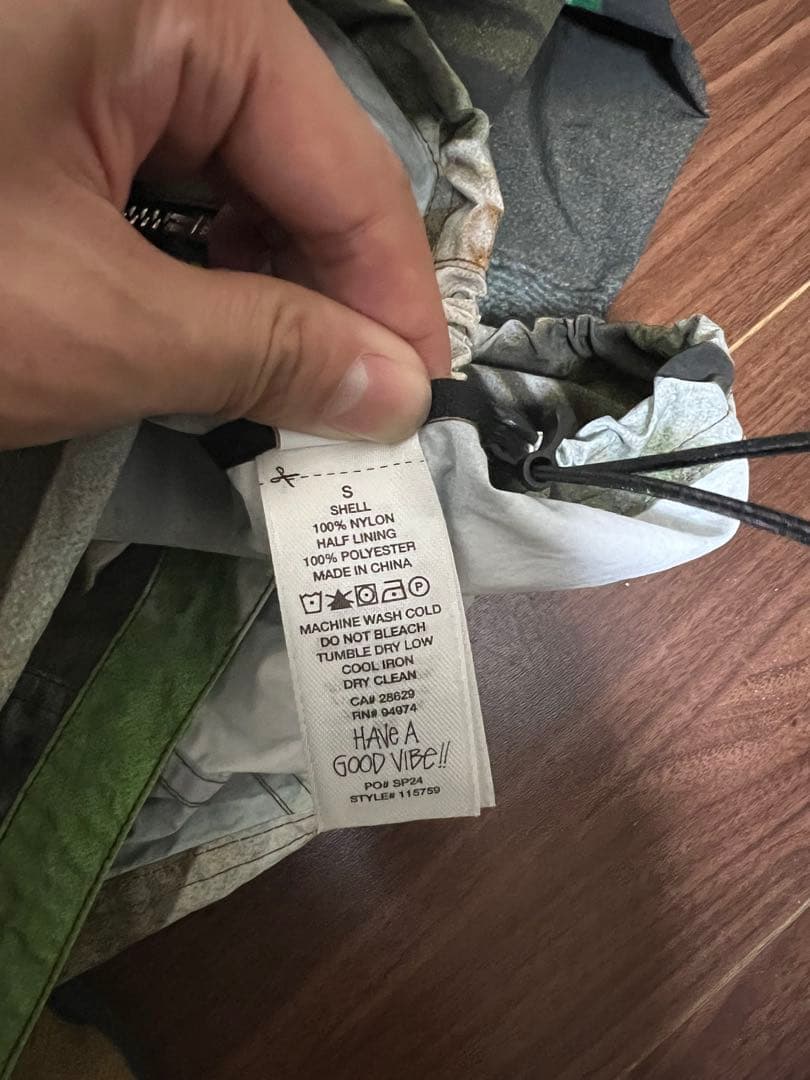 S
SHELL
100% NYLON
HALF LINING
100% POLYESTER
MADE IN CHINA
P
MACHINE WASH COLD
DO NOT BLEACH
TUMBLE DRY LOW
COOL IRON
DRY CLEAN
CA# 28629
RN# 94974
HAVE A
GOOD VIBE!!
PO# SP24
STYLE# 115759